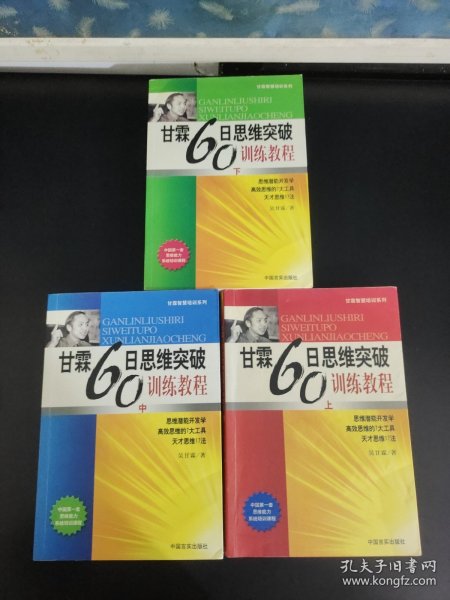 甘霖智慧培训系列
GANLINLIUSHIRI
SIWEITUPO
XUNLIANJIAOCHENG
甘霖60日思维突破
训练教程
下
思维潜能开发学
高效思维的7大工具
天才思维17法
吴甘霖/著
中国第一套
思维能力
系统培训课程
中国言实出版社
甘霖智慧培训系列
GANLINLIUSHIRI
SIWEITUPO
XUNLIANJIAOCHENG
甘霖60日思维突破
训练教程
中
思维潜能开发学
高效思维的7大工具
天才思维17法
吴甘霖/著
中国第一套
思维能力
系统培训课程
中国言实出版社
甘霖智慧培训系列
GANLINLIUSHIRI
SIWEITUPO
XUNLIANJIAOCHENG
甘霖60日思维突破
训练教程
上
思维潜能开发学
高效思维的7大工具
天才思维17法
吴甘霖/著
中国第一套
思维能力
系统培训课程
中国言实出版社
孔夫子旧书网
www.kongfz.com